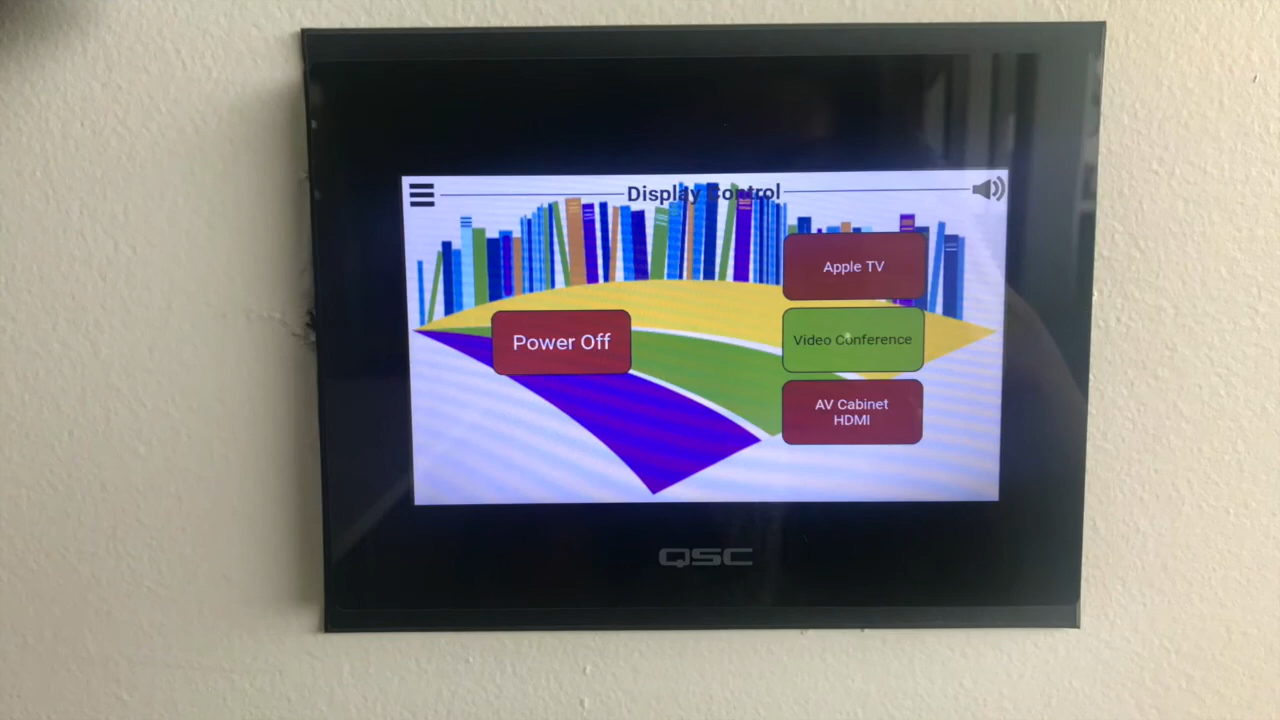 Display Control
Apple TV
Power Off
Video Conference
AV Cabinet
HDMI
QSC